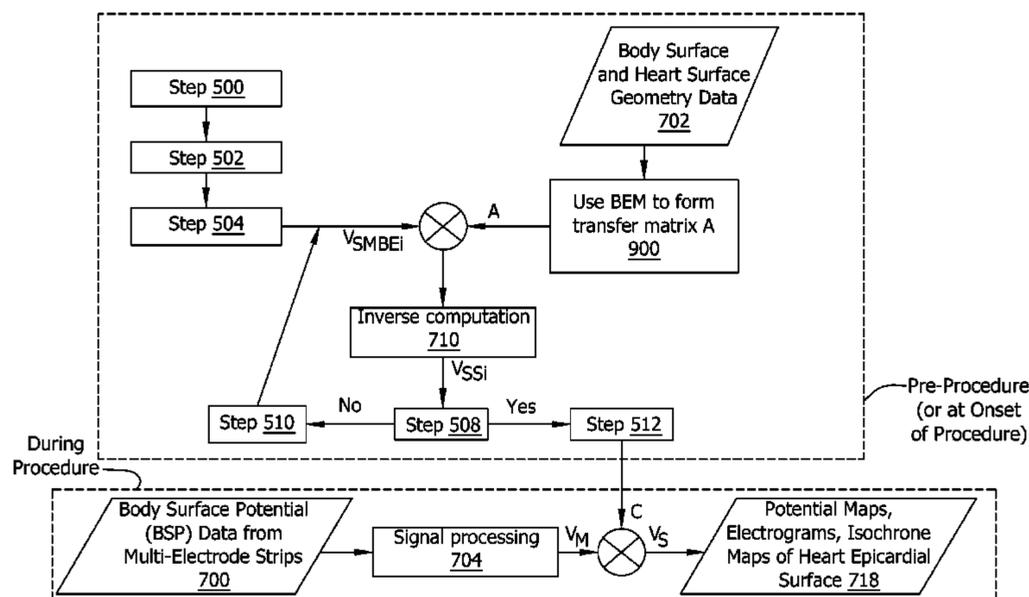 Step 500
Step 502
Step 504
Body Surface
and Heart Surface
Geometry Data
702
Use BEM to form
transfer matrix A
900
A
VSMBEi
Inverse computation
710
VSSi
Step 510
No
Step 508
Yes
Step 512
Pre-Procedure
(or at Onset
of Procedure)
During
Procedure
Body Surface Potential
(BSP) Data from
Multi-Electrode Strips
700
Signal processing
704
VM
C
VS
Potential Maps,
Electrograms, Isochrone
Maps of Heart Epicardial
Surface 718